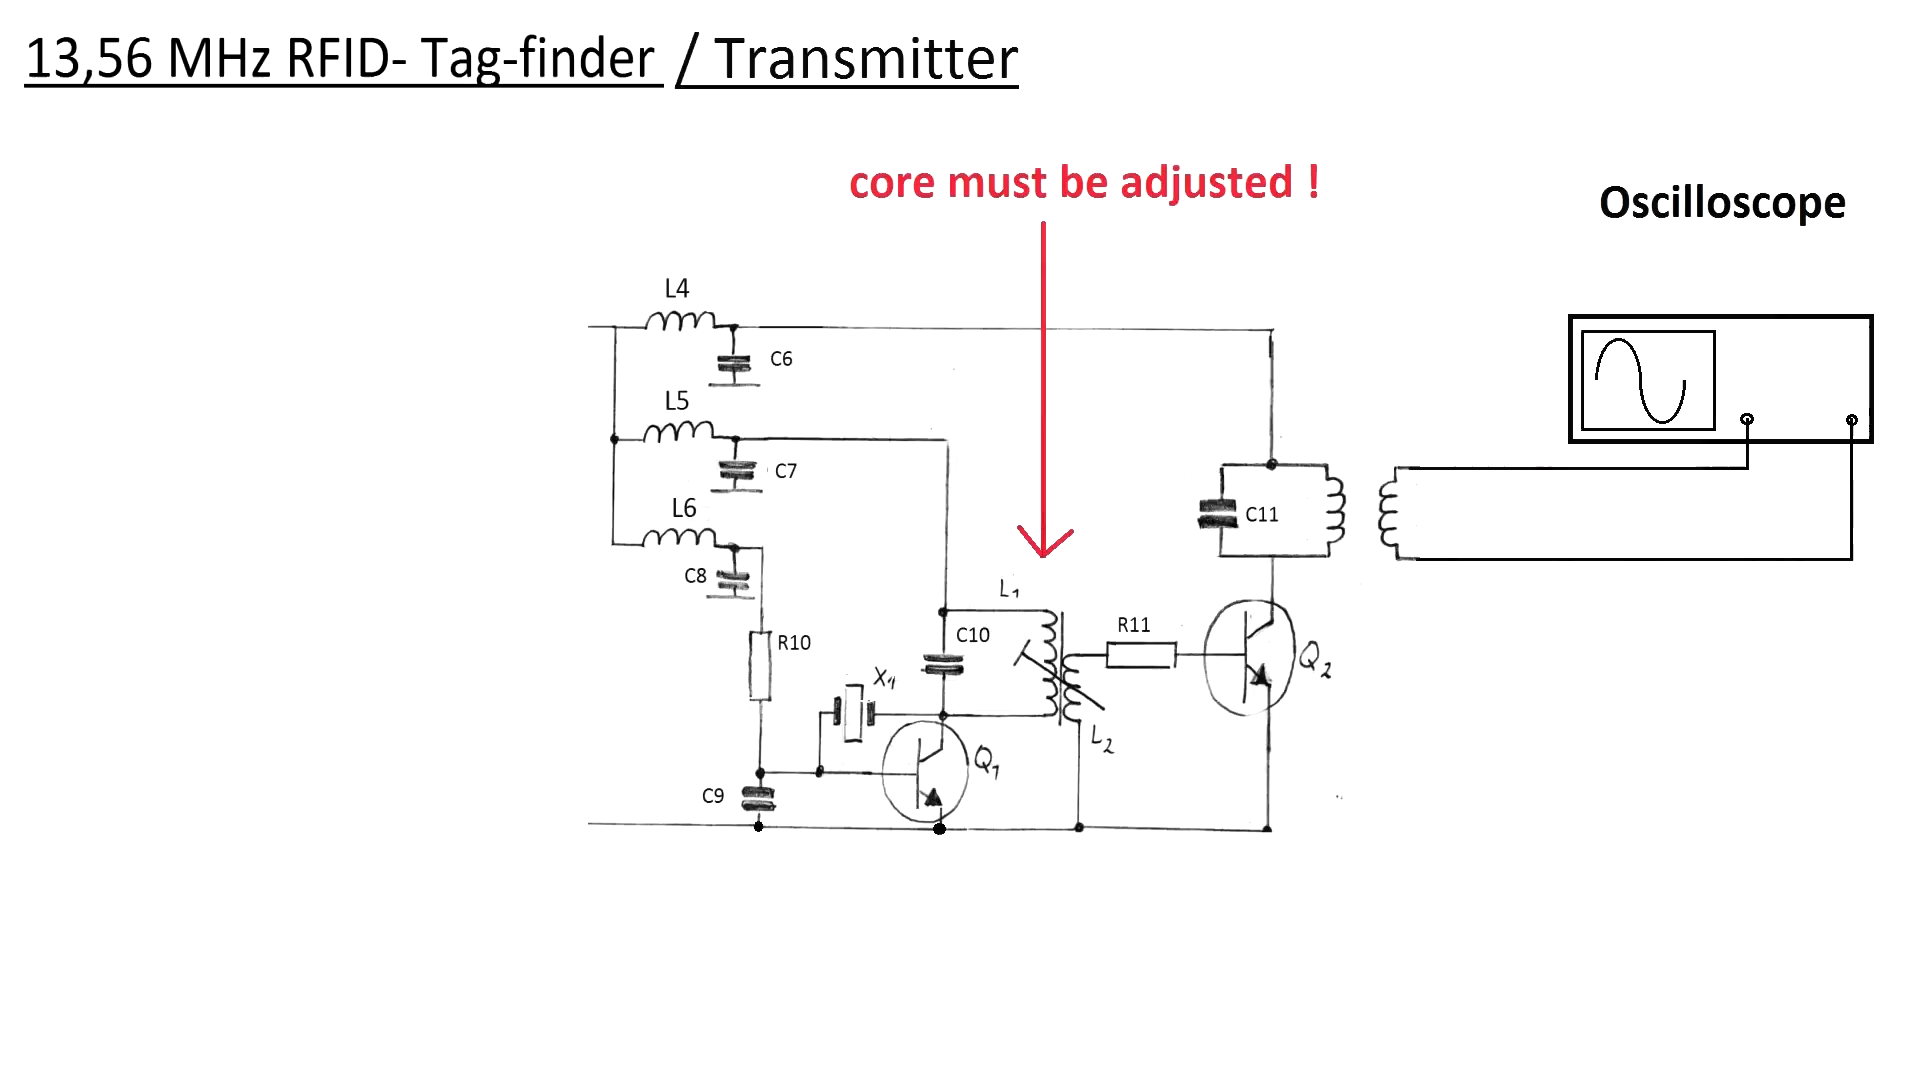 13,56 MHz RFID- Tag-finder / Transmitter
core must be adjusted !
Oscilloscope
L4
C6
L5
C7
L6
C8
C11
L1
R10
C10
R11
X1
Q2
L2
Q1
C9